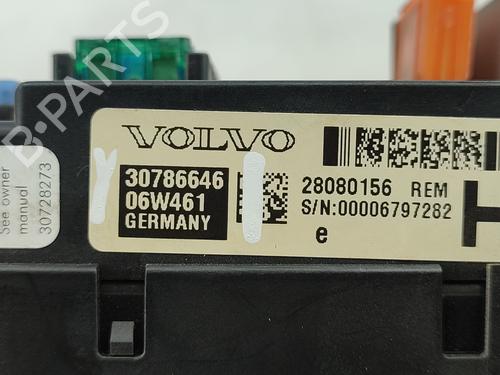 B-PARTS
VOLVO
30786646
06W461
GERMANY
28080156 REM
S/N:00006797282
e
H
See owner
manual
30728273